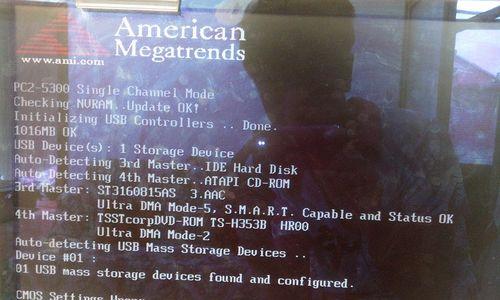 American
Megatrends
www.ami.com
PC2-5300 Single Channel Mode
Checking NVRAM..Update OK!
Initializing USB Controllers .. Done.
1016MB OK
USB Device(s): 1 Storage Device
Auto-Detecting 3rd Master..IDE Hard Disk
Auto-Detecting 4th Master..ATAPI CD-ROM
3rd Master: ST3160815AS 3.AAC
Ultra DMA Mode-5, S.M.A.R.T. Capable and Status OK
4th Master: TSSTcorpDVD-ROM TS-H353B HR00
Ultra DMA Mode-2
Auto-detecting USB Mass Storage Devices ..
Device #01 :
01 USB mass storage devices found and configured.
CMOS Settings